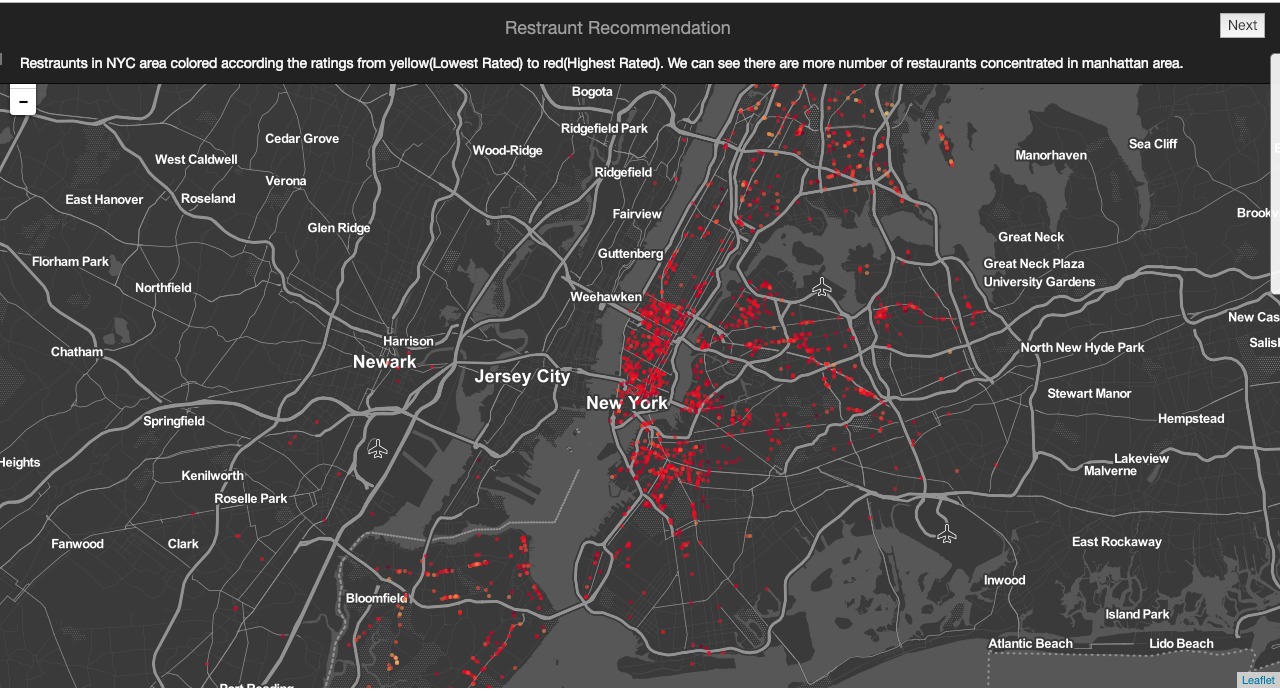 Restraunt Recommendation
Next
Restraunts in NYC area colored according the ratings from yellow(Lowest Rated) to red(Highest Rated). We can see there are more number of restaurants concentrated in manhattan area.
−
Bogota
Ridgefield Park
Cedar Grove
Wood-Ridge
Sea Cliff
Manorhaven
West Caldwell
Ridgefield
Verona
East Hanover
Roseland
Fairview
Brook
Glen Ridge
Great Neck
Guttenberg
Florham Park
Great Neck Plaza
University Gardens
Northfield
Weehawken
New Cas
Harrison
Salis
Chatham
North New Hyde Park
Newark
Jersey City
Stewart Manor
New York
Springfield
Hempstead
Heights
Lakeview
Malverne
Kenilworth
Roselle Park
Fanwood
Clark
East Rockaway
Inwood
Bloomfield
Island Park
Atlantic Beach
Lido Beach
Leaflet